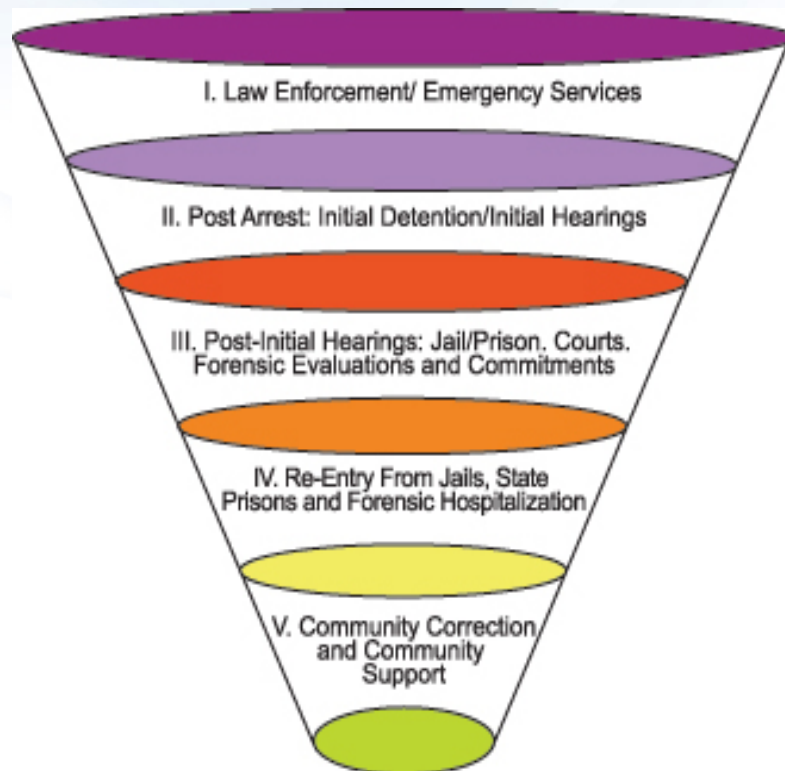 I. Law Enforcement/ Emergency Services
II. Post Arrest: Initial Detention/Initial Hearings
III. Post-Initial Hearings: Jail/Prison. Courts.
Forensic Evaluations and Commitments
IV. Re-Entry From Jails, State
Prisons and Forensic Hospitalization
V. Community Correction
and Community
Support